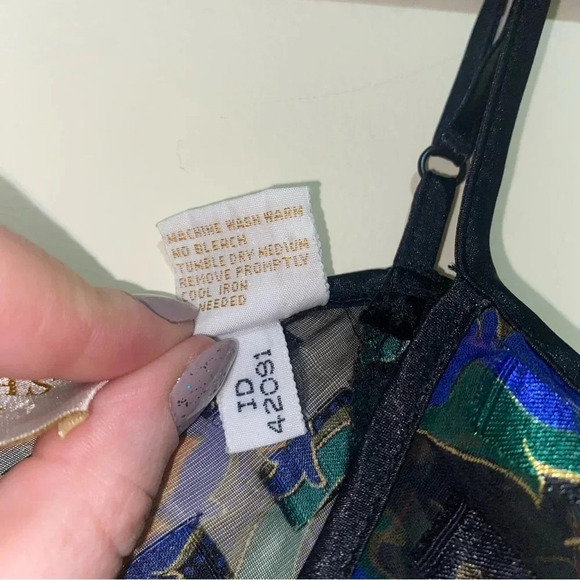 MACHINE WASH WARM
NO BLEACH
TUMBLE DRY MEDIUM
REMOVE PROMPTLY
COOL IRON
NEEDED
ID
42091